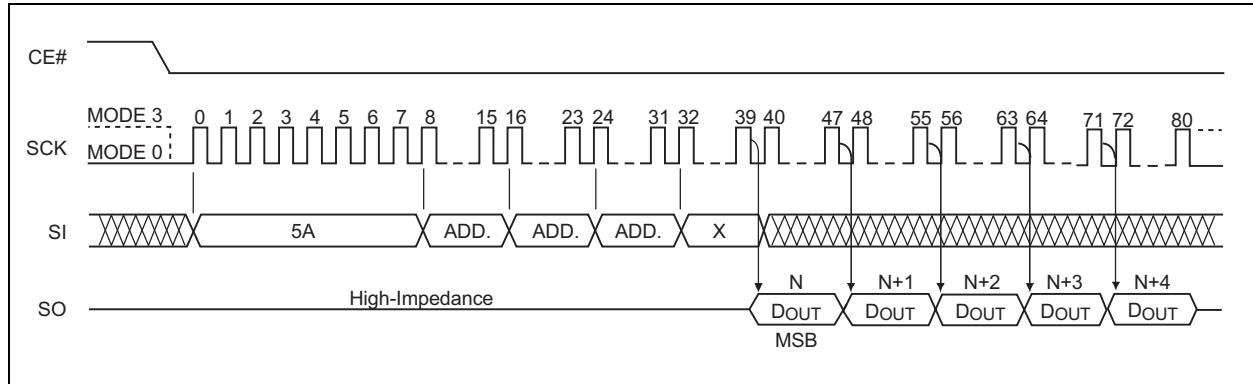 CE#
MODE 3
0 1 2 3 4 5 6 7 8 15 16 23 24 31 32 39 40 47 48 55 56 63 64 71 72 80
SCK
MODE 0
SI 5A ADD. ADD. ADD. X
N N+1 N+2 N+3 N+4
High-Impedance
SO DOUT DOUT DOUT DOUT DOUT
MSB